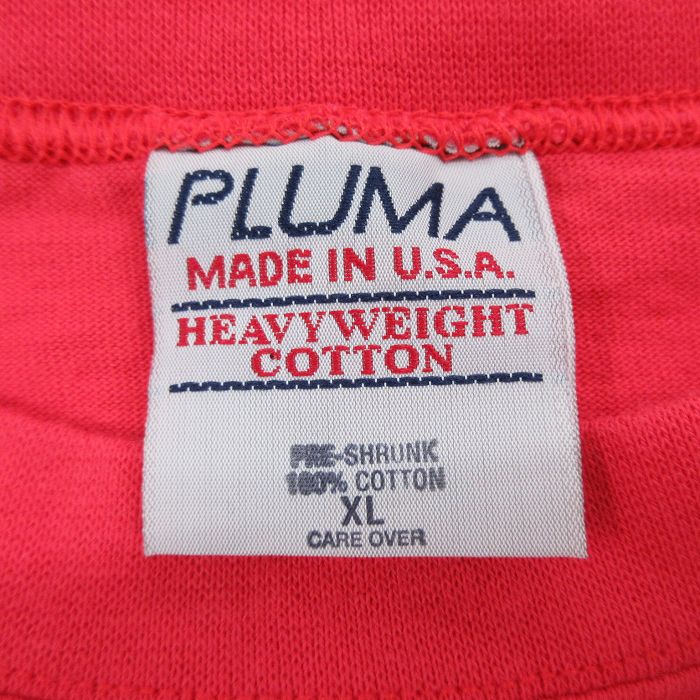 PLUMA
MADE IN U.S.A.
HEAVYWEIGHT
COTTON
PRE-SHRUNK
100% COTTON
XL
CARE OVER